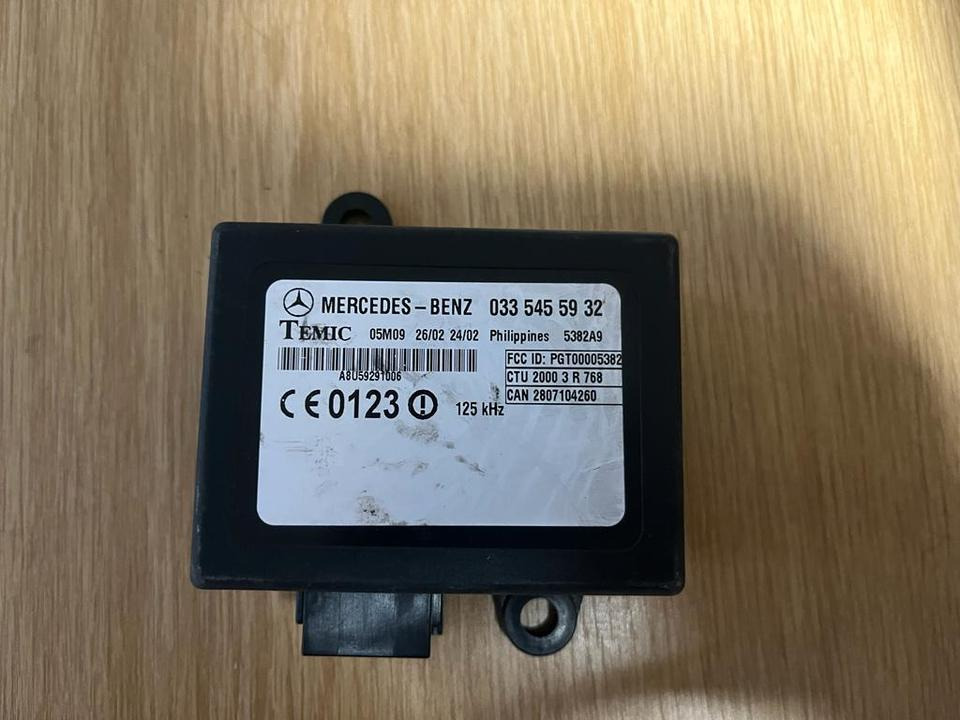 MERCEDES-BENZ 033 545 59 32
TEMIC 05M09 26/02 24/02 Philippines 5382A9
A8U59291006
FCC ID: PGT00005382
CTU 2000 3 R 768
CAN 2807104260
CE 0123 125 kHz